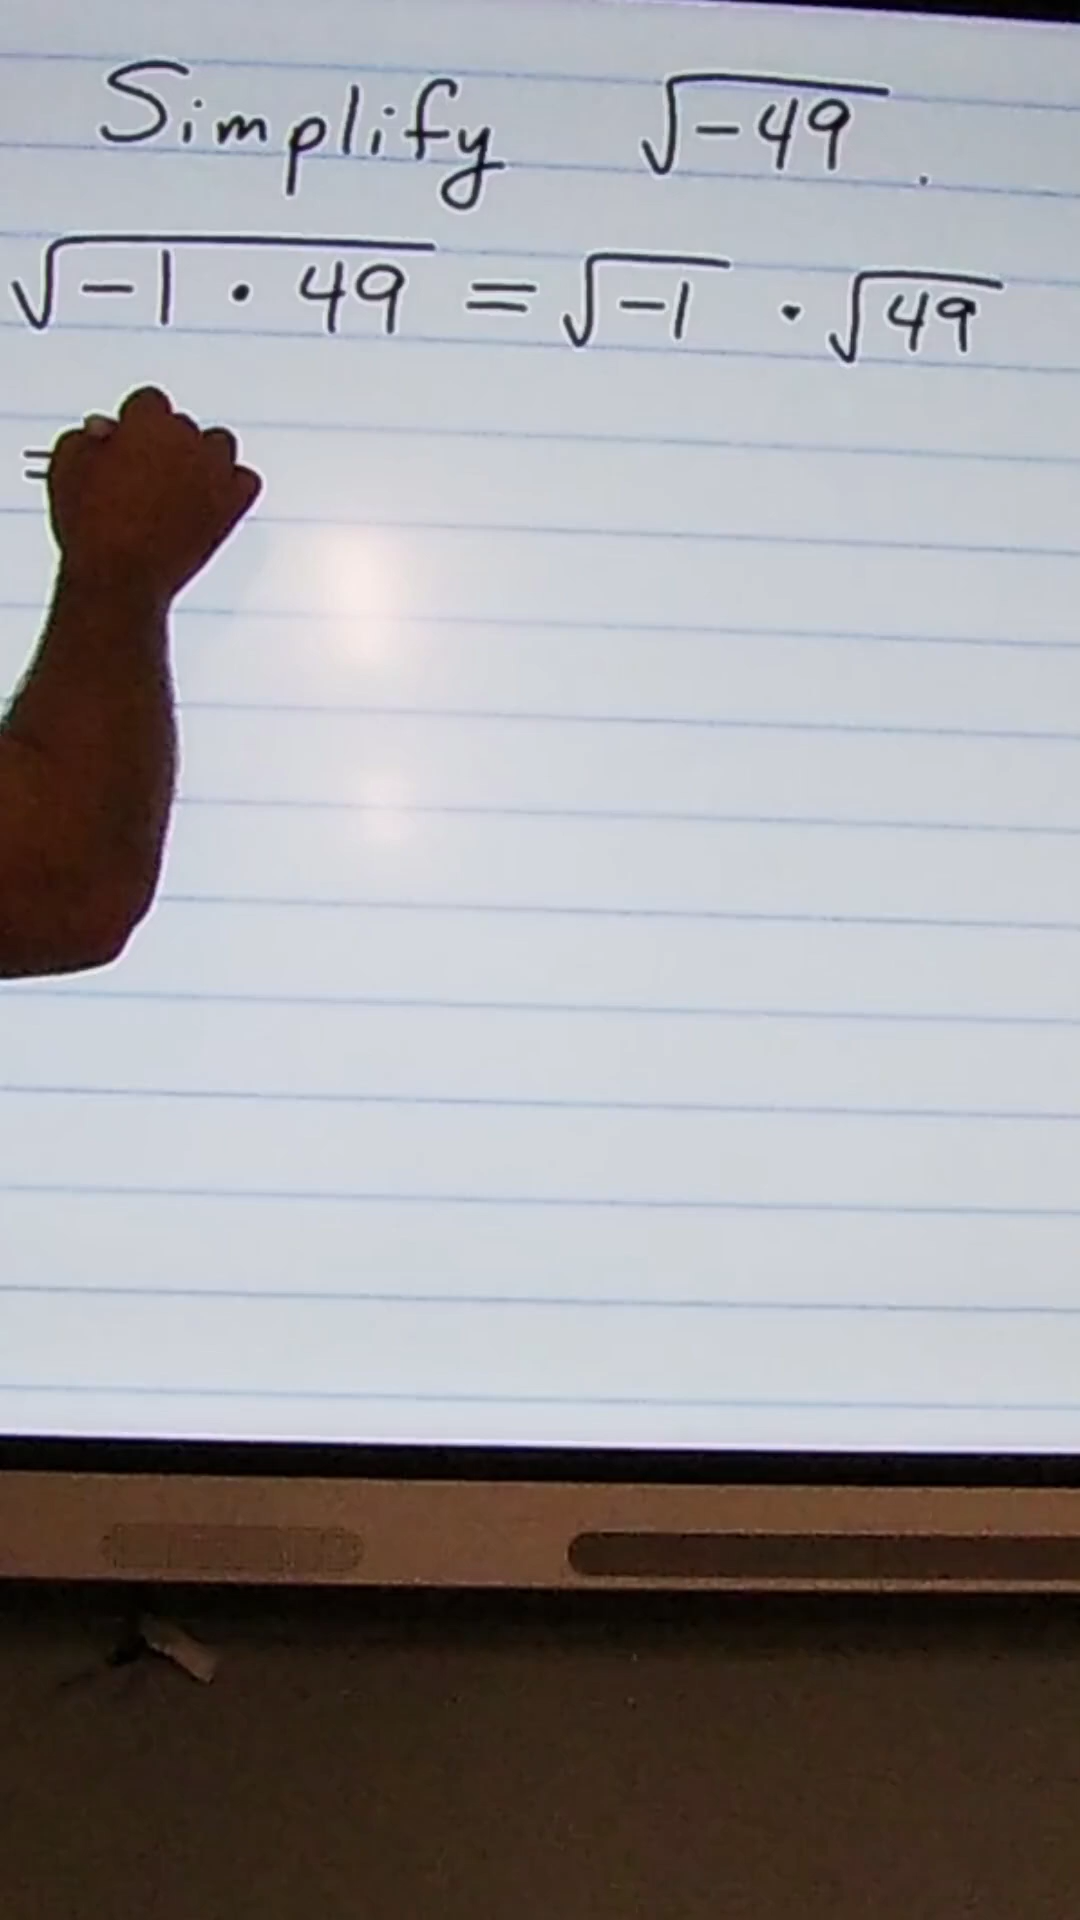 Simplify √-49.
√-1 · 49 = √-1 · √49
=